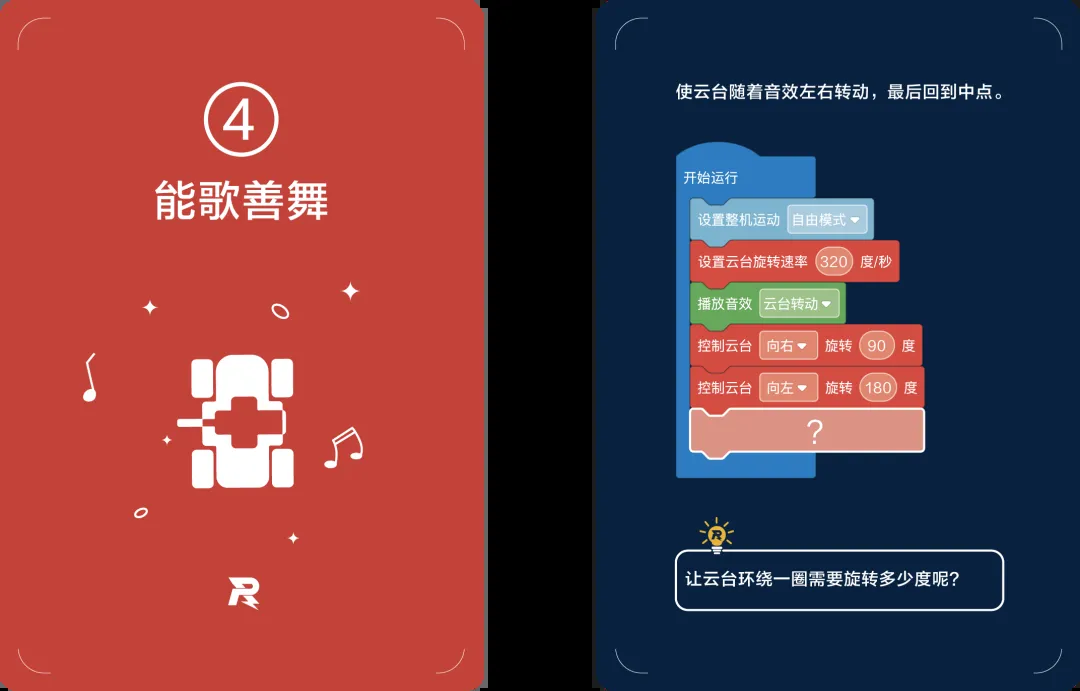 ④
能歌善舞
使云台随着音效左右转动，最后回到中点。
开始运行
设置整机运动 自由模式
设置云台旋转速率 320 度/秒
播放音效 云台转动
控制云台 向右 旋转 90 度
控制云台 向左 旋转 180 度
?
让云台环绕一圈需要旋转多少度呢?